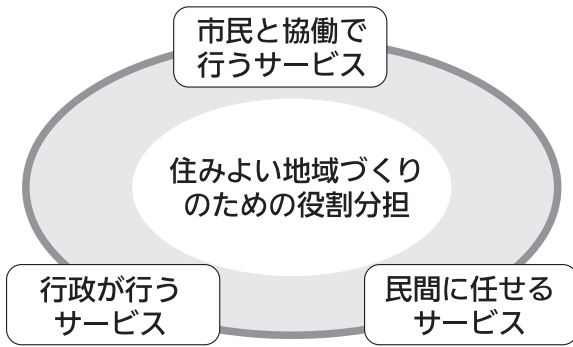 市民と協働で
行うサービス
住みよい地域づくり
のための役割分担
行政が行う
サービス
民間に任せる
サービス